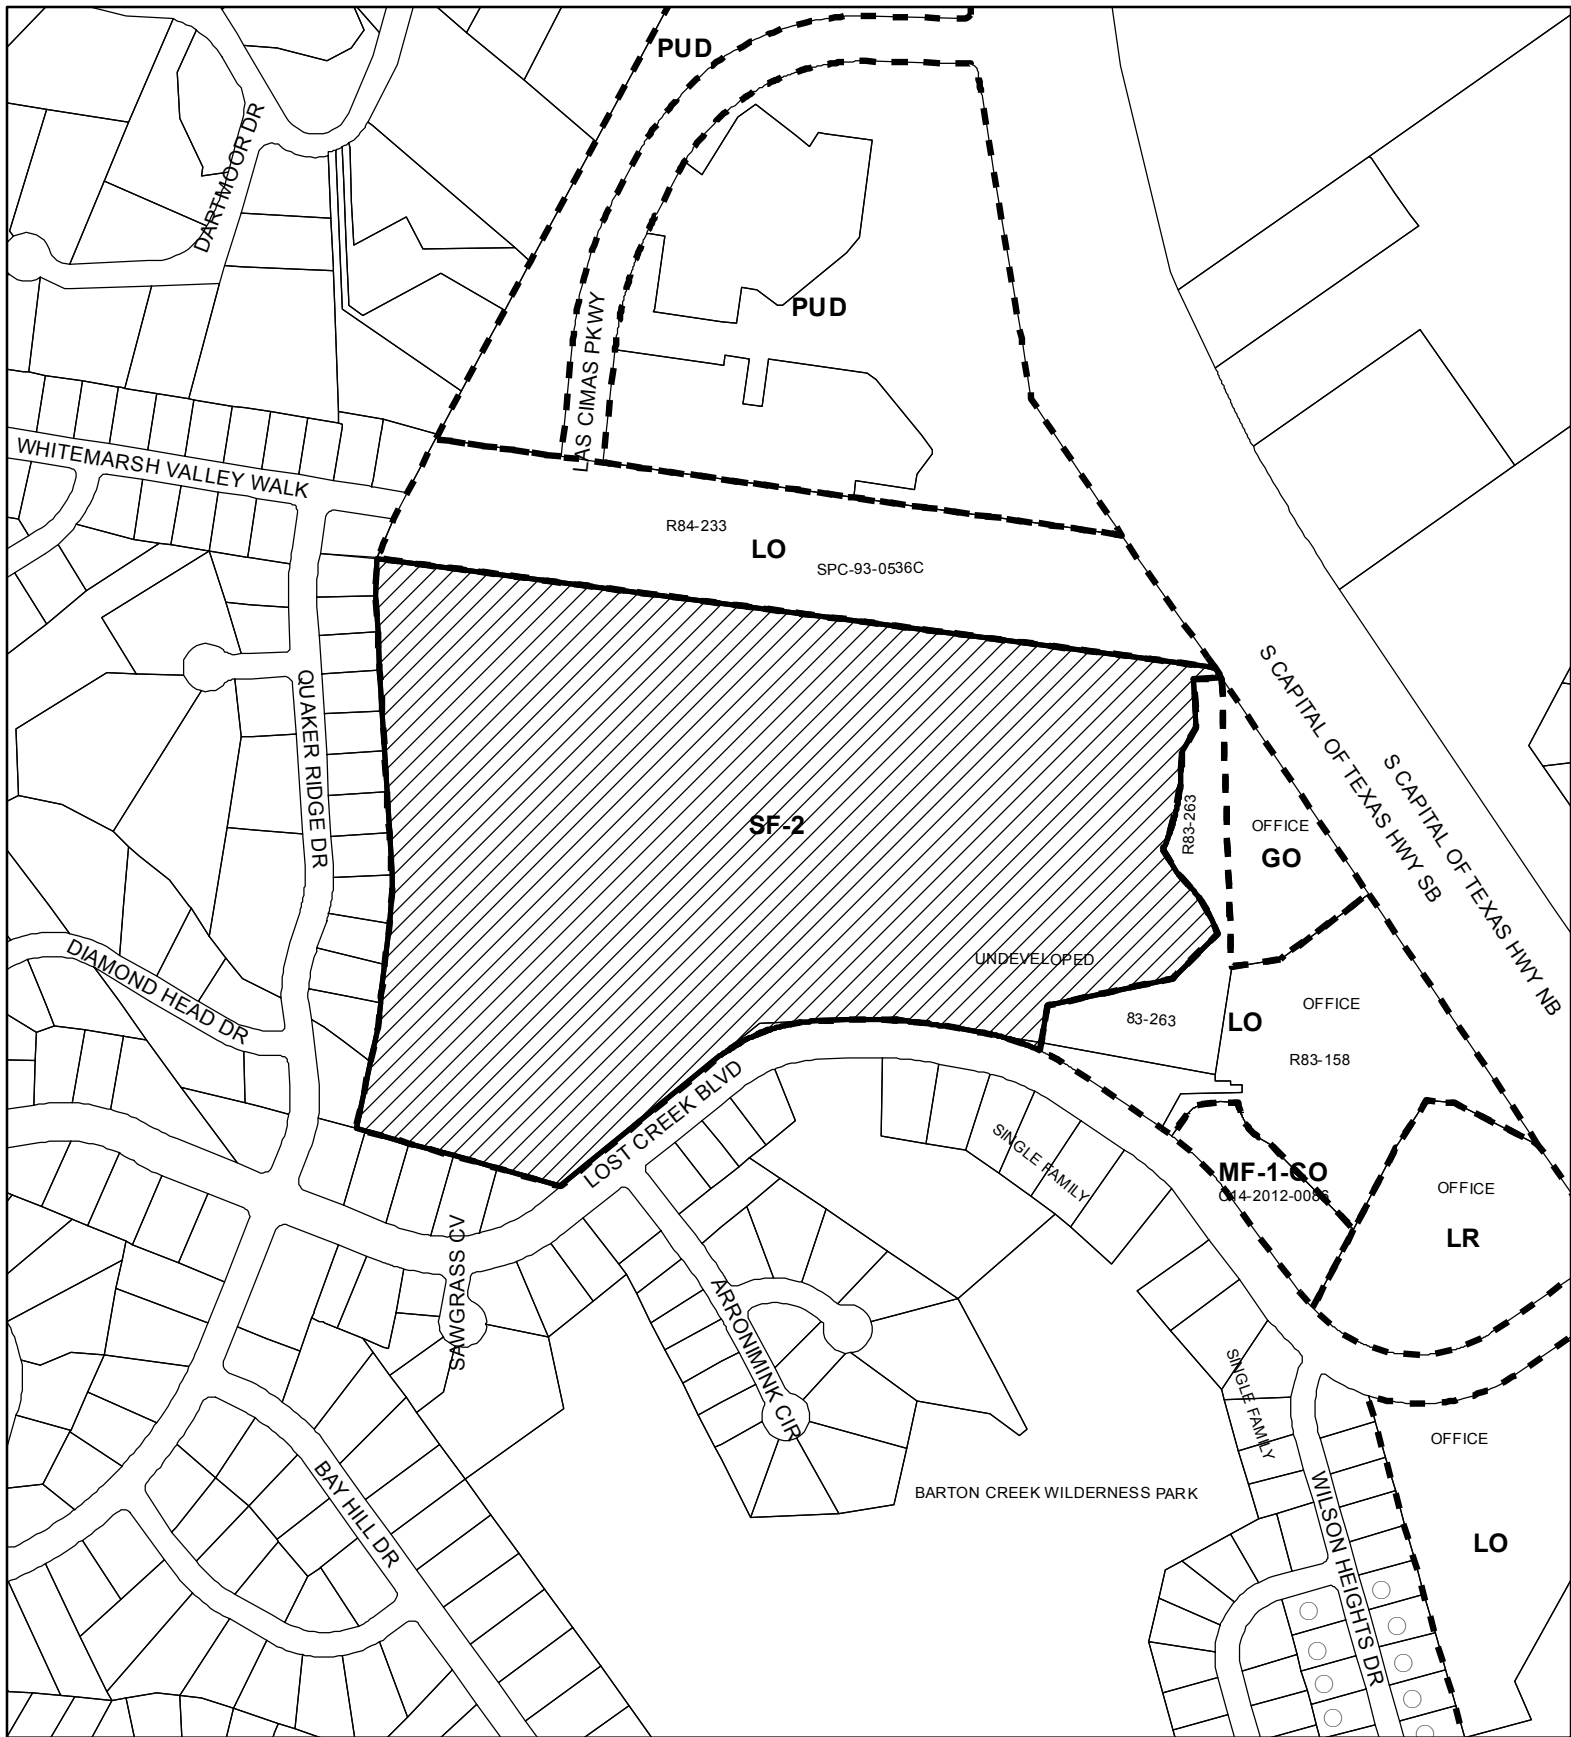 PUD
DARTMOOR DR
PUD
LAS CIMAS PKWY
WHITEMARSH VALLEY WALK
R84-233
LO
SPC-93-0536C
S CAPITAL OF TEXAS HWY SB
S CAPITAL OF TEXAS HWY NB
QUAKER RIDGE DR
SF-2
R83-263
OFFICE
GO
UNDEVELOPED
DIAMOND HEAD DR
83-263
LO
OFFICE
R83-158
LOST CREEK BLVD
SINGLE FAMILY
MF-1-CO
C14-2012-0086
OFFICE
LR
SAWGRASS CV
ARRONIMINK CIR
SINGLE FAMILY
OFFICE
BAY HILL DR
BARTON CREEK WILDERNESS PARK
WILSON HEIGHTS DR
LO